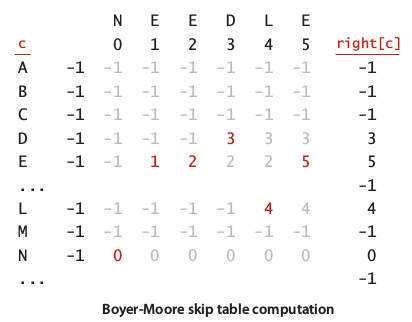 N E E D L E
c 0 1 2 3 4 5 right[c]
A -1 -1 -1 -1 -1 -1 -1 -1
B -1 -1 -1 -1 -1 -1 -1 -1
C -1 -1 -1 -1 -1 -1 -1 -1
D -1 -1 -1 -1 3 3 3 3
E -1 -1 1 2 2 2 5 5
... -1
L -1 -1 -1 -1 -1 4 4 4
M -1 -1 -1 -1 -1 -1 -1 -1
N -1 0 0 0 0 0 0 0
... -1
Boyer-Moore skip table computation